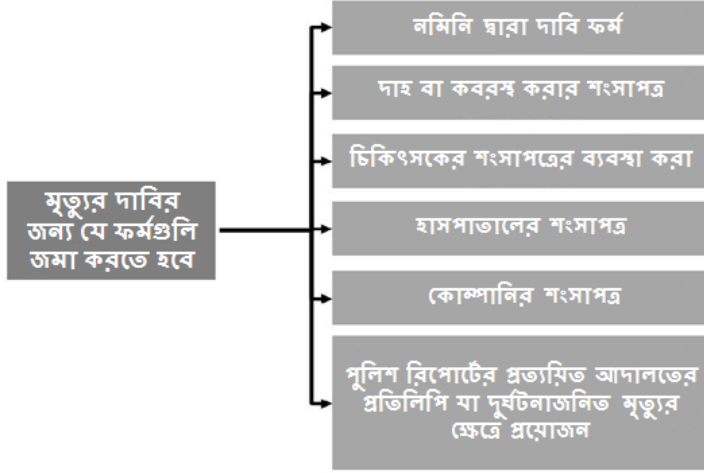 মৃত্যুর দাবির
জন্য যে ফর্মগুলি
জমা করতে হবে
নমিনি দ্বারা দাবি ফর্ম
দাহ বা কবরস্থ করার শংসাপত্র
চিকিৎসকের শংসাপত্রের ব্যবস্থা করা
হাসপাতালের শংসাপত্র
কোম্পানির শংসাপত্র
পুলিশ রিপোর্টের প্রত্যয়িত আদালতের
প্রতিলিপি যা দুর্ঘটনাজনিত মৃত্যুর
ক্ষেত্রে প্রয়োজন